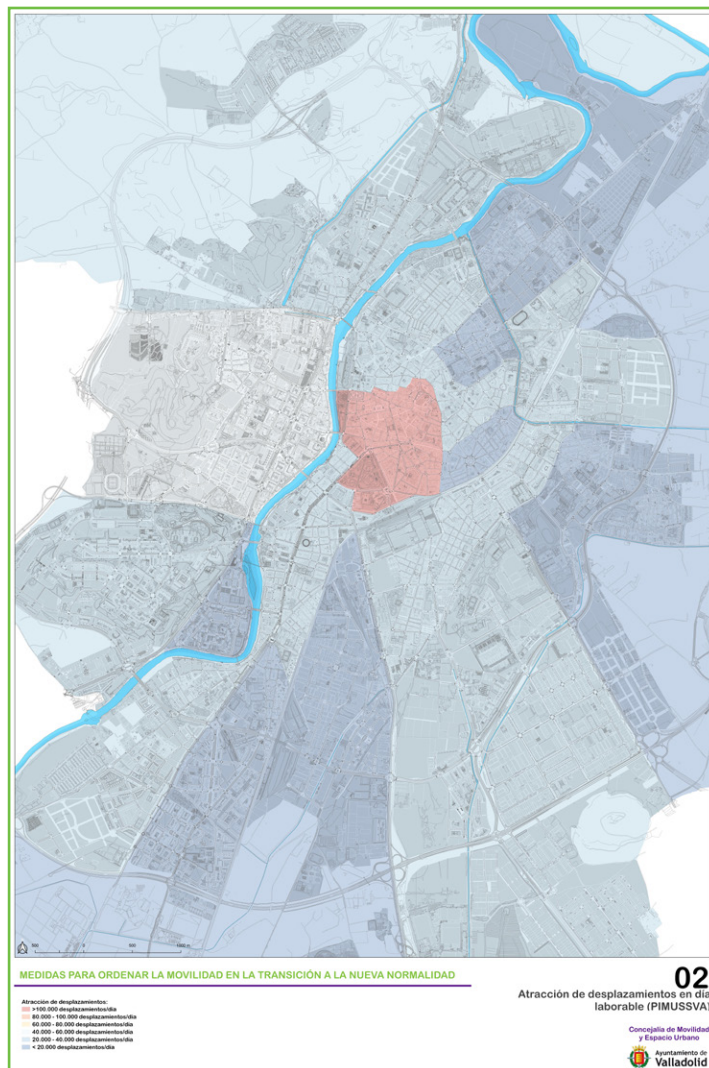 MEDIDAS PARA ORDENAR LA MOVILIDAD EN LA TRANSICIÓN A LA NUEVA NORMALIDAD
02
Atracción de desplazamientos en día
laborable (PIMUSSVA)
Atracción de desplazamientos:
>100.000 desplazamientos/día
80.000 - 100.000 desplazamientos/día
60.000 - 80.000 desplazamientos/día
40.000 - 60.000 desplazamientos/día
20.000 - 40.000 desplazamientos/día
< 20.000 desplazamientos/día
Concejalía de Movilidad
y Espacio Urbano
Ayuntamiento de
Valladolid